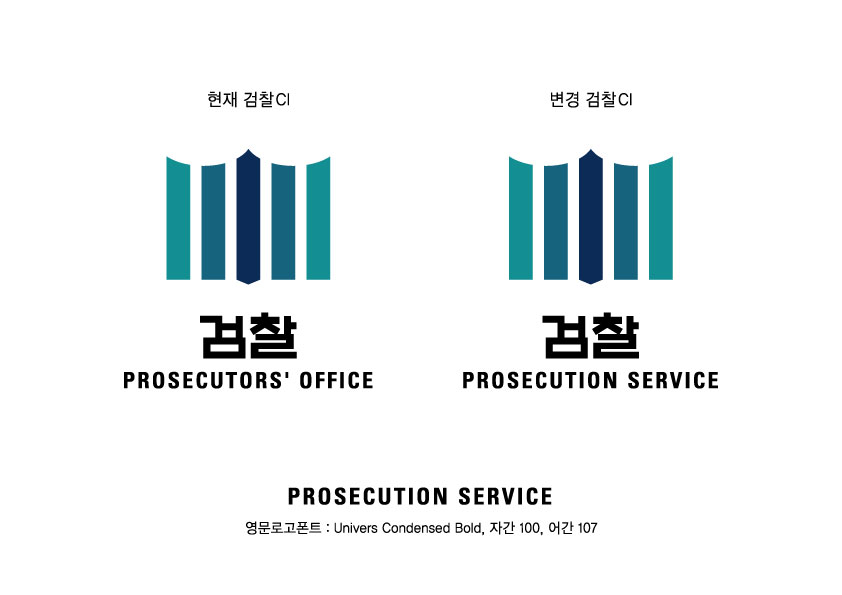 현재 검찰CI
변경 검찰CI
검찰
PROSECUTORS' OFFICE
검찰
PROSECUTION SERVICE
PROSECUTION SERVICE
영문로고폰트 : Univers Condensed Bold, 자간 100, 어간 107